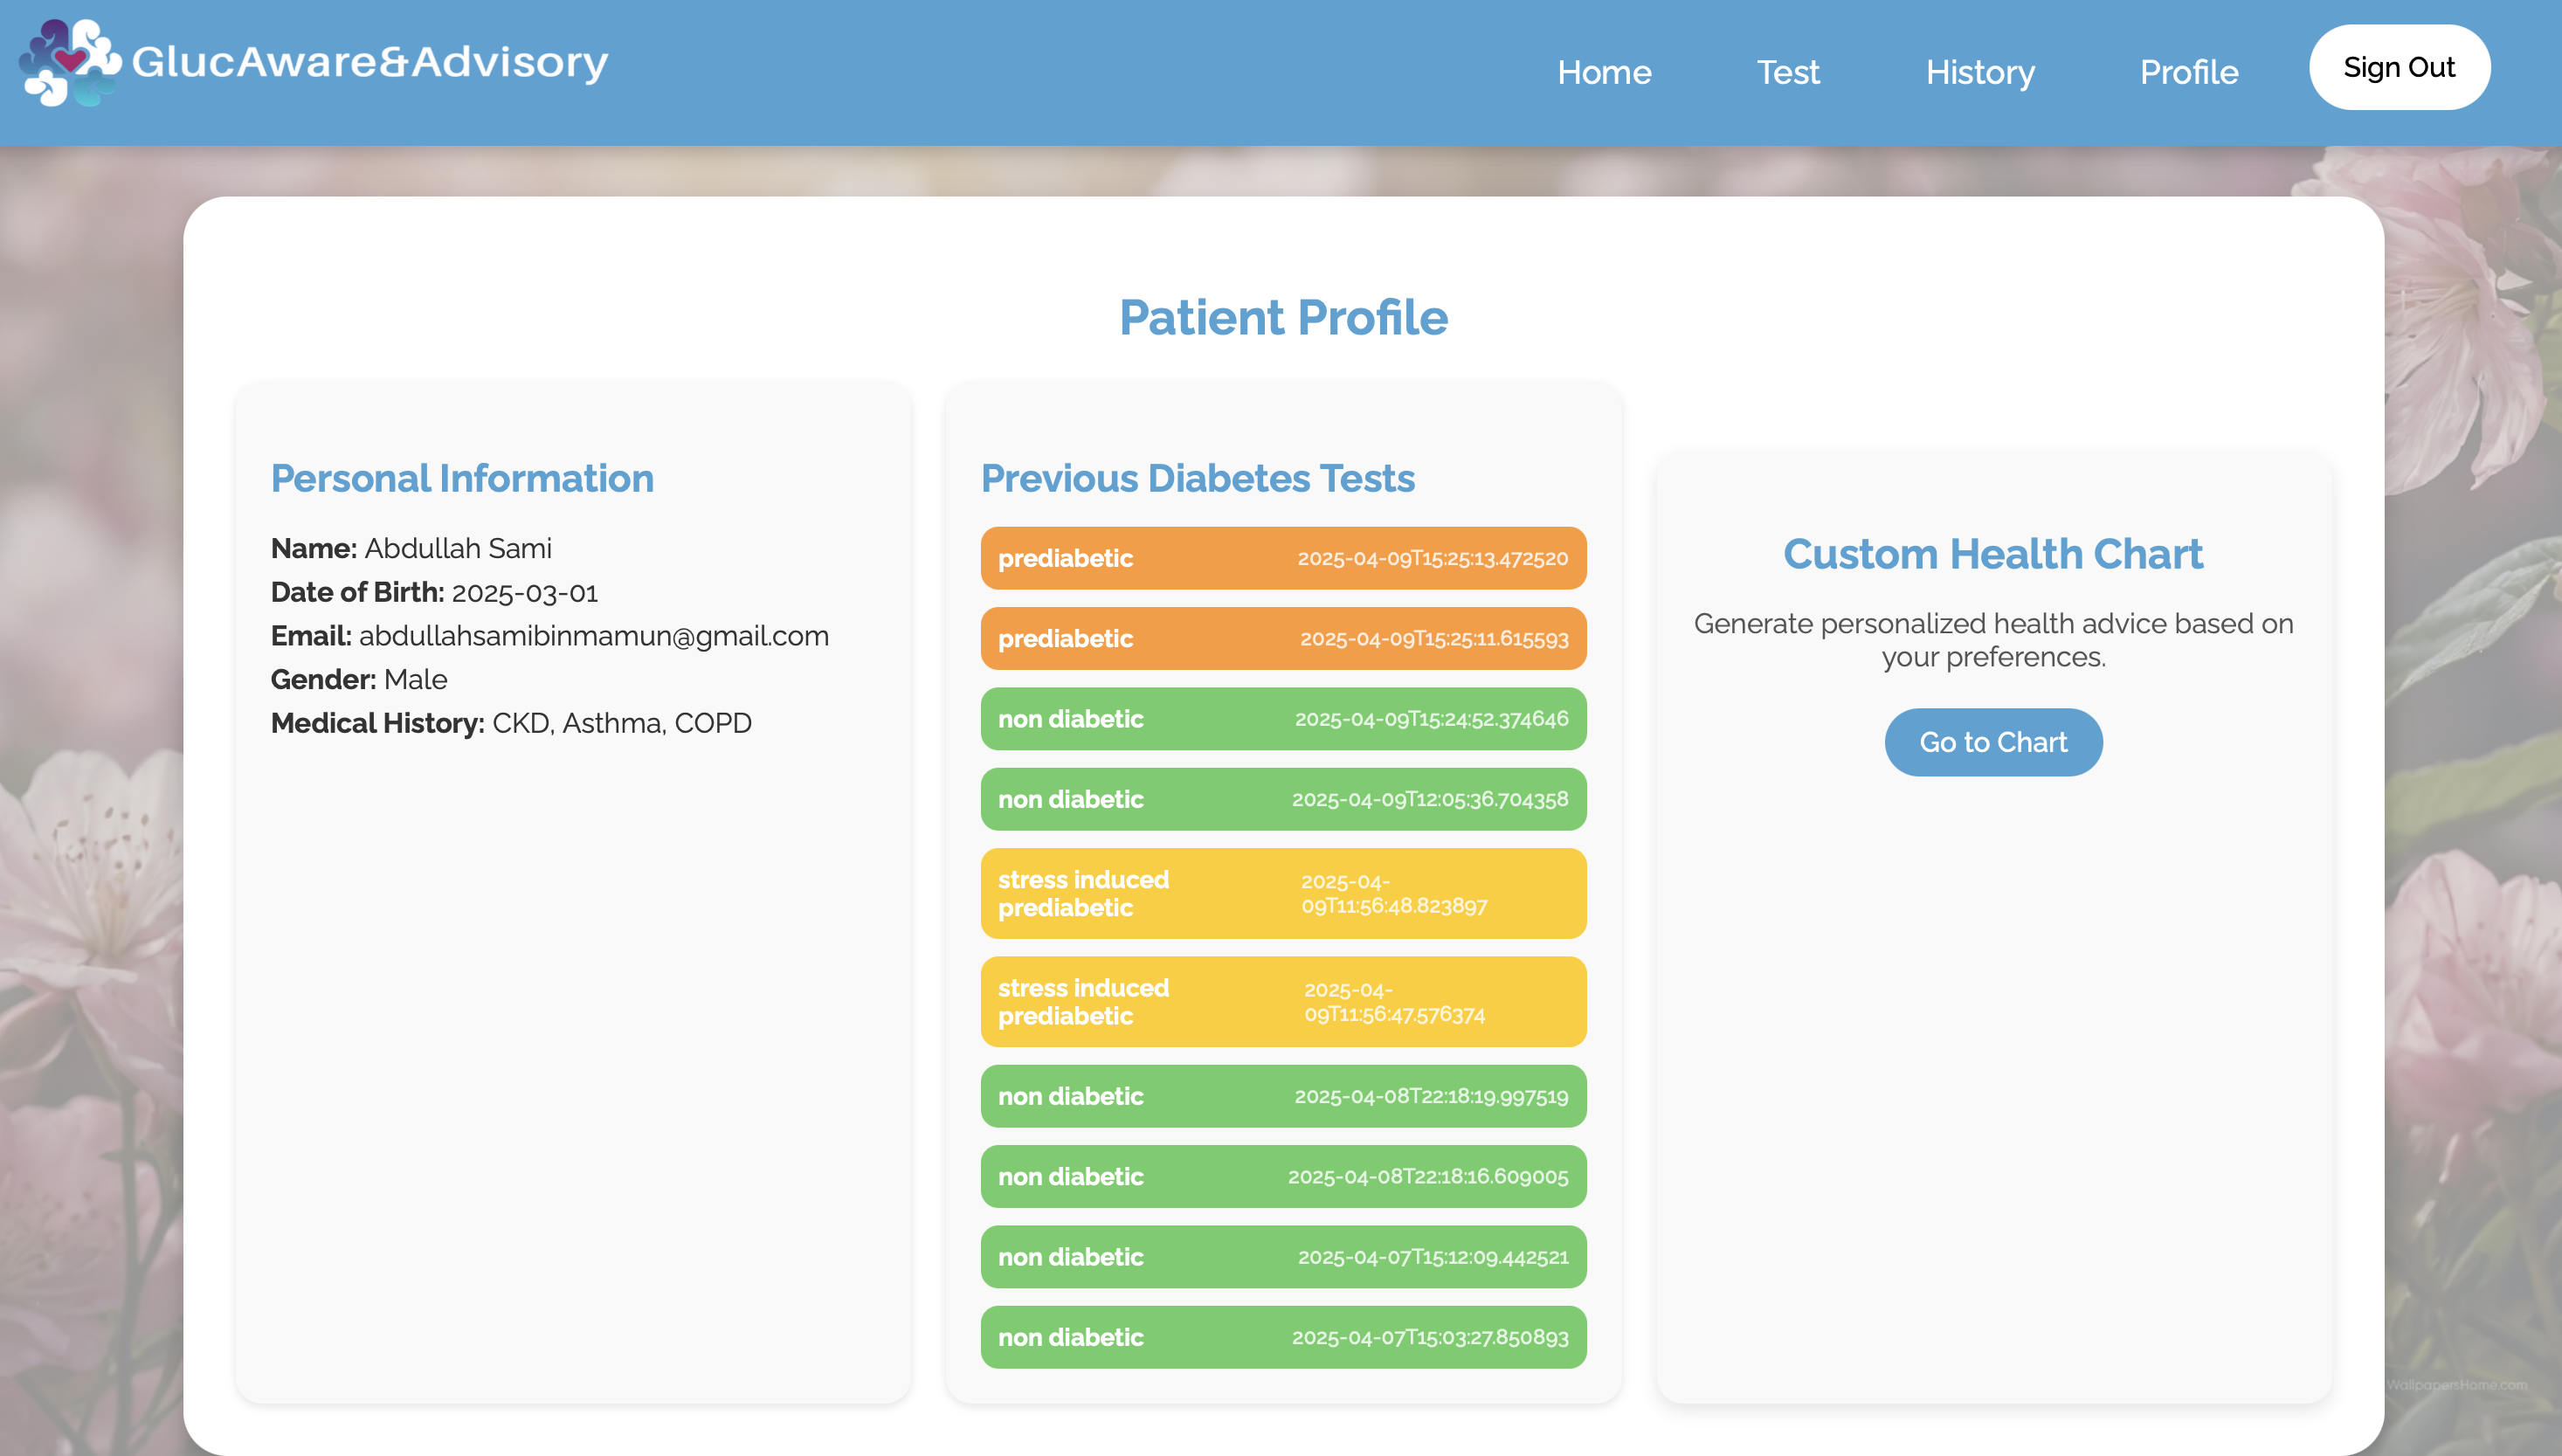 GlucAware&Advisory
Home
Test
History
Profile
Sign Out
Patient Profile
Personal Information
Name: Abdullah Sami
Date of Birth: 2025-03-01
Email: abdullahsamibinmamun@gmail.com
Gender: Male
Medical History: CKD, Asthma, COPD
Previous Diabetes Tests
prediabetic 2025-04-09T15:25:13.472520
prediabetic 2025-04-09T15:25:11.615593
non diabetic 2025-04-09T15:24:52.374646
non diabetic 2025-04-09T12:05:36.704358
stress induced
prediabetic
2025-04-
09T11:56:48.823897
stress induced
prediabetic
2025-04-
09T11:56:47.576374
non diabetic 2025-04-08T22:18:19.997519
non diabetic 2025-04-08T22:18:16.609005
non diabetic 2025-04-07T15:12:09.442521
non diabetic 2025-04-07T15:03:27.850893
Custom Health Chart
Generate personalized health advice based on
your preferences.
Go to Chart
WallpapersHome.com